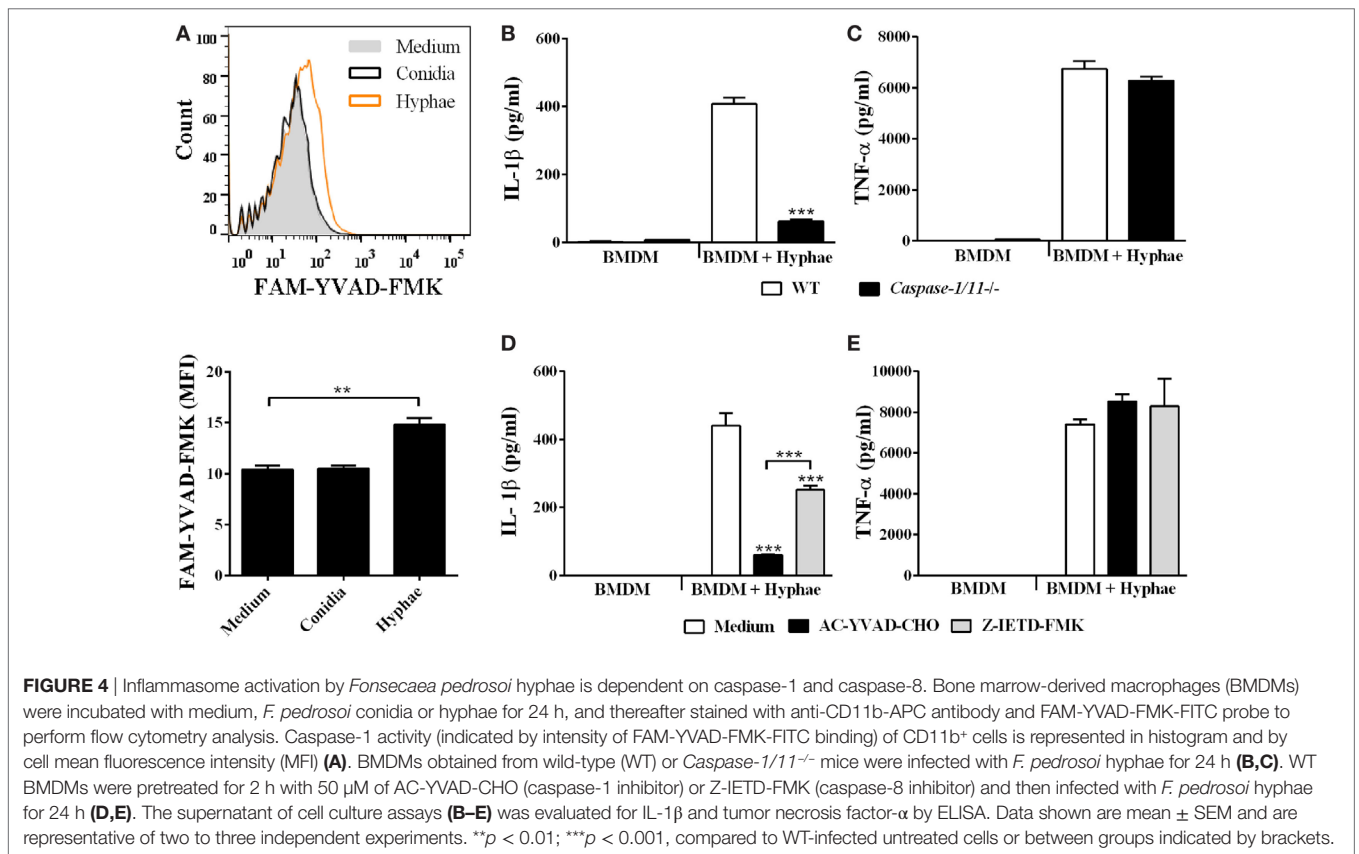 A
100
80
60
40
20
0
Count
Medium
Conidia
Hyphae
10^0 10^1 10^2 10^3 10^4 10^5
FAM-YVAD-FMK
B
600
400
200
0
IL-1β (pg/ml)
***
BMDM BMDM + Hyphae
C
8000
6000
4000
2000
0
TNF-α (pg/ml)
BMDM BMDM + Hyphae
WT Caspase-1/11-/-
20
15
10
5
0
FAM-YVAD-FMK (MFI)
**
Medium Conidia Hyphae
D
600
400
200
0
IL- 1β (pg/ml)
***
***
***
BMDM BMDM + Hyphae
E
10000
8000
6000
4000
2000
0
TNF-α (pg/ml)
BMDM BMDM + Hyphae
Medium AC-YVAD-CHO Z-IETD-FMK
FIGURE 4 | Inflammasome activation by Fonsecaea pedrosoi hyphae is dependent on caspase-1 and caspase-8. Bone marrow-derived macrophages (BMDMs)
were incubated with medium, F. pedrosoi conidia or hyphae for 24 h, and thereafter stained with anti-CD11b-APC antibody and FAM-YVAD-FMK-FITC probe to
perform flow cytometry analysis. Caspase-1 activity (indicated by intensity of FAM-YVAD-FMK-FITC binding) of CD11b⁺ cells is represented in histogram and by
cell mean fluorescence intensity (MFI) (A). BMDMs obtained from wild-type (WT) or Caspase-1/11⁻/⁻ mice were infected with F. pedrosoi hyphae for 24 h (B,C). WT
BMDMs were pretreated for 2 h with 50 µM of AC-YVAD-CHO (caspase-1 inhibitor) or Z-IETD-FMK (caspase-8 inhibitor) and then infected with F. pedrosoi hyphae
for 24 h (D,E). The supernatant of cell culture assays (B–E) was evaluated for IL-1β and tumor necrosis factor-α by ELISA. Data shown are mean ± SEM and are
representative of two to three independent experiments. **p < 0.01; ***p < 0.001, compared to WT-infected untreated cells or between groups indicated by brackets.